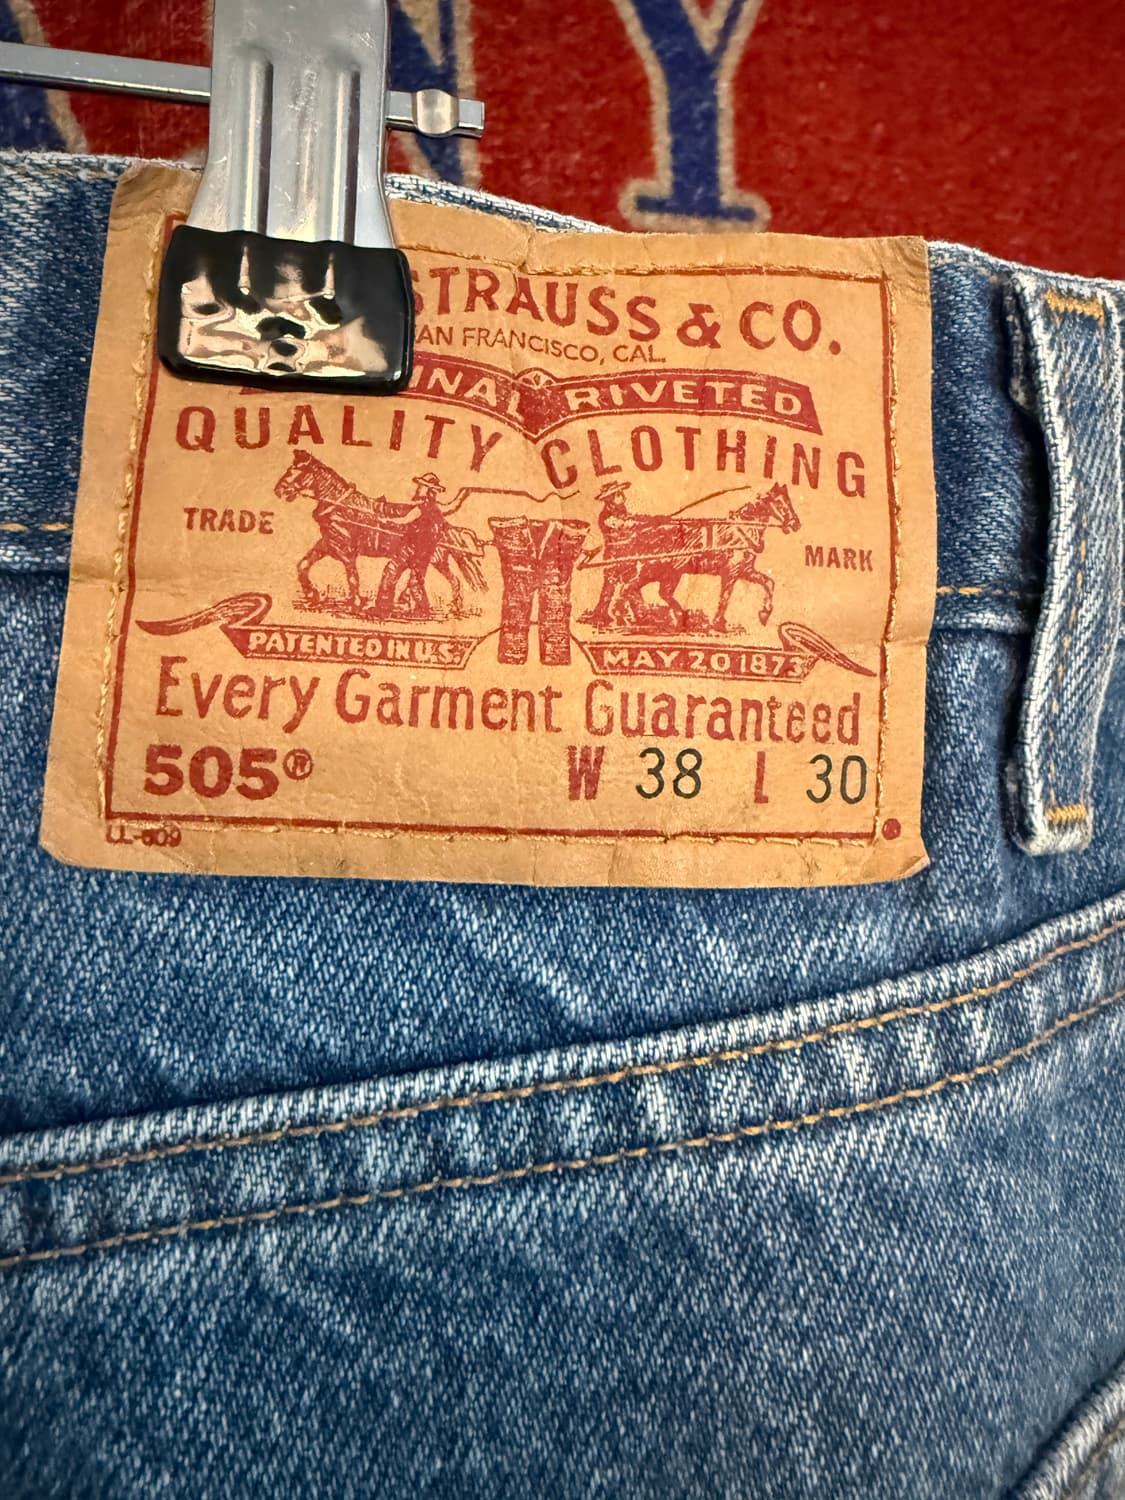 STRAUSS & CO.
AN FRANCISCO, CAL.
INAL RIVETED
QUALITY CLOTHING
TRADE MARK
PATENTED IN U.S. MAY 20 1873
Every Garment Guaranteed
505® W 38 L 30